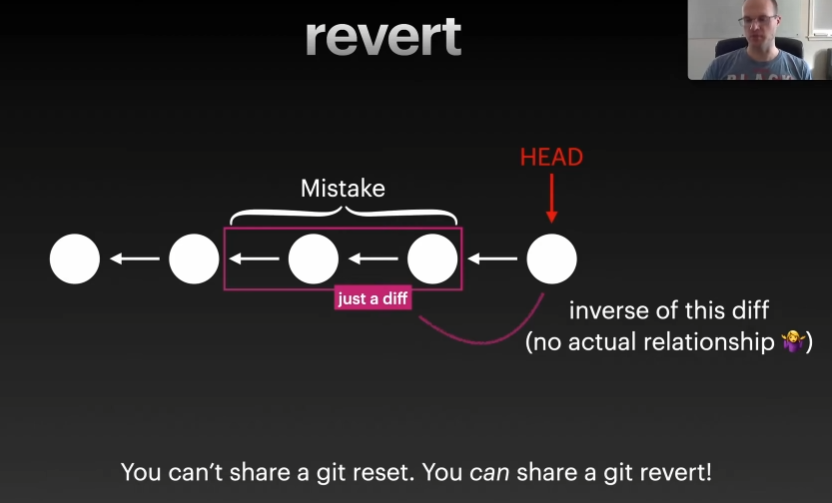 revert
HEAD
Mistake
just a diff
inverse of this diff
(no actual relationship 🤷‍♀️)
You can’t share a git reset. You can share a git revert!
BLACK